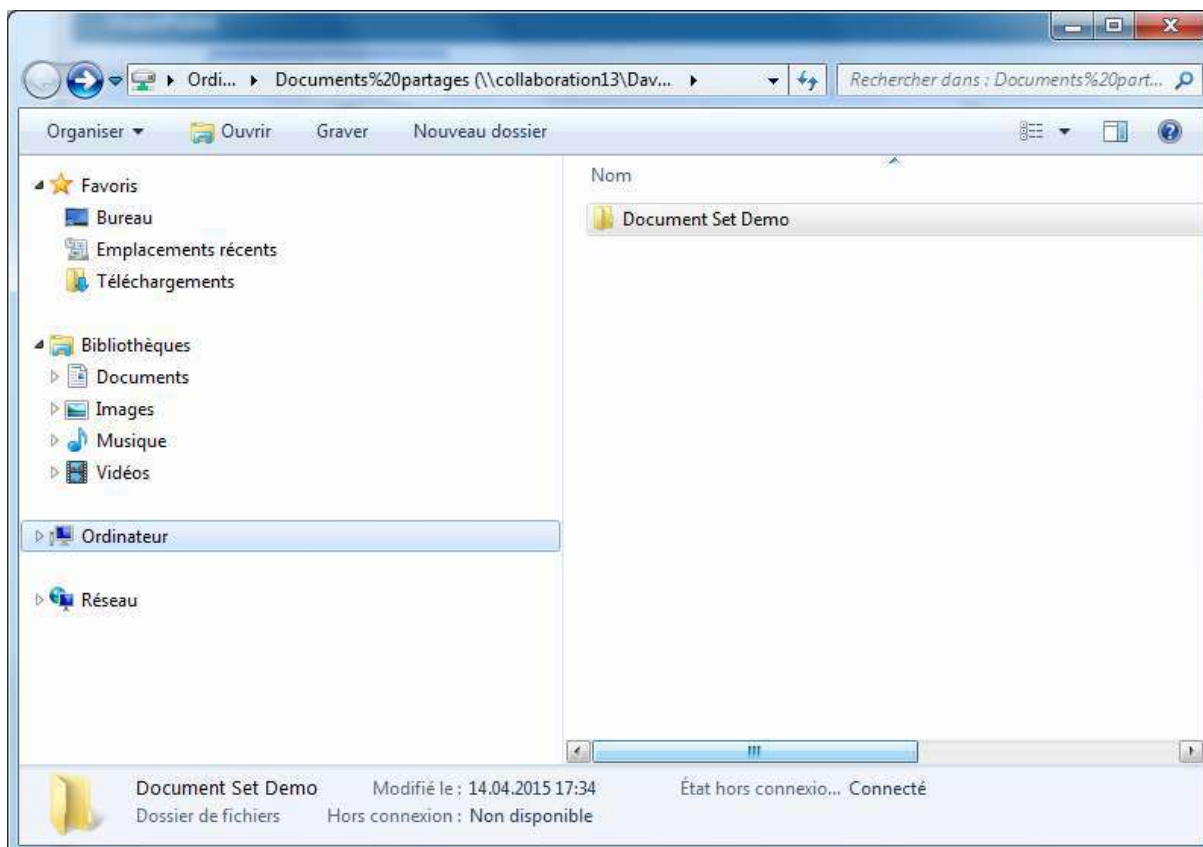 Ordi... Documents%20partages (\\collaboration13\Dav... Rechercher dans : Documents%20part...
Organiser Ouvrir Graver Nouveau dossier
Favoris
Bureau
Emplacements récents
Téléchargements
Bibliothèques
Documents
Images
Musique
Vidéos
Ordinateur
Réseau
Nom
Document Set Demo
Document Set Demo Modifié le : 14.04.2015 17:34 État hors connexio... Connecté
Dossier de fichiers Hors connexion : Non disponible